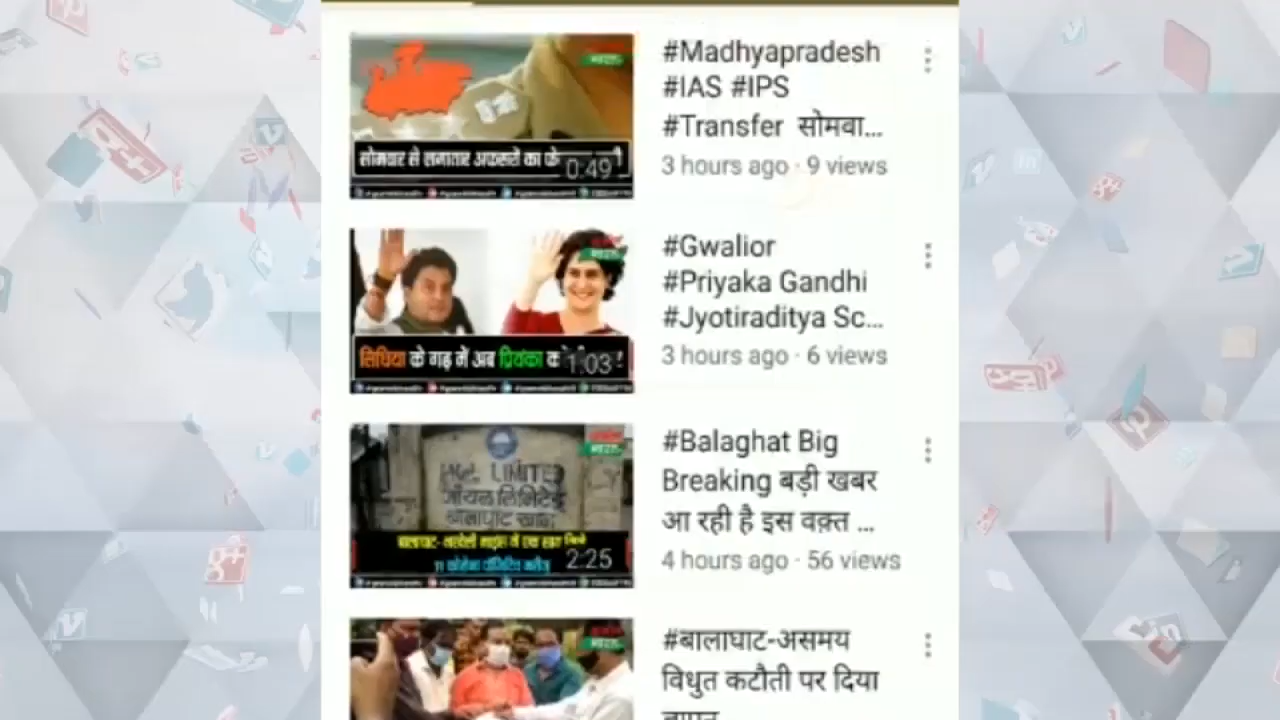 #Madhyapradesh
#IAS #IPS
#Transfer सोमवा...
3 hours ago · 9 views
सोमवार से लगातार अफसरों का फे
0:49
#Gwalior
#Priyaka Gandhi
#Jyotiraditya Sc...
3 hours ago · 6 views
सिंधिया के गढ़ में अब प्रियंका क
1:03
#Balaghat Big
Breaking बड़ी खबर
आ रही है इस वक़्त ...
4 hours ago · 56 views
LIMITED
मॉयल लिमिटेड
बालाघाट खान
2:25
#बालाघाट-असमय
विधुत कटौती पर दिया